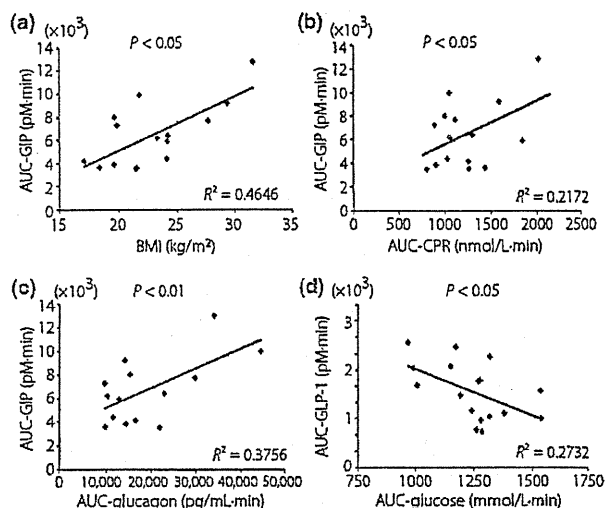 (a)
(×10³)
P < 0.05
14
12
10
8
6
4
2
0
AUC-GIP (pM·min)
R² = 0.4646
15 20 25 30 35
BMI (kg/m²)
(b)
(×10³)
P < 0.05
14
12
10
8
6
4
2
0
AUC-GIP (pM·min)
R² = 0.2172
0 500 1000 1500 2000 2500
AUC-CPR (nmol/L·min)
(c)
(×10³)
P < 0.01
14
12
10
8
6
4
2
0
AUC-GIP (pM·min)
R² = 0.3756
10,000 20,000 30,000 40,000 50,000
AUC-glucagon (pg/mL·min)
(d)
(×10³)
P < 0.05
3
2
1
0
AUC-GLP-1 (pM·min)
R² = 0.2732
750 1000 1250 1500 1750
AUC-glucose (mmol/L·min)